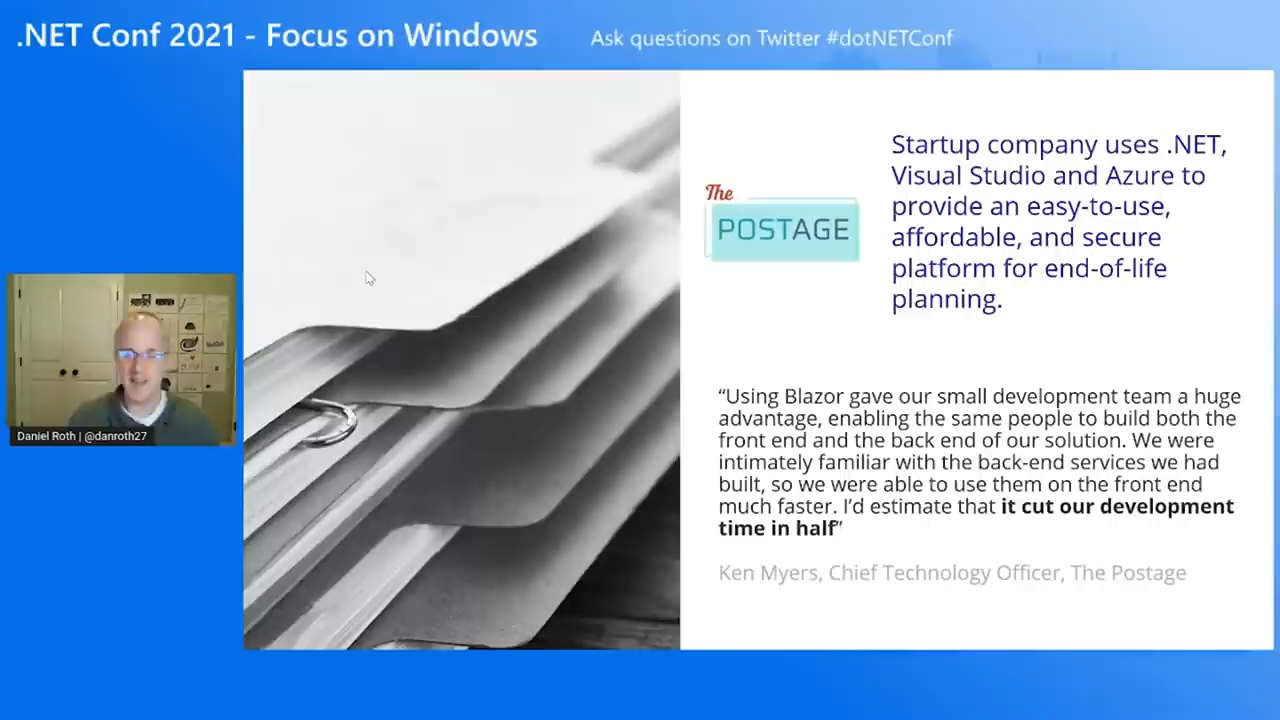 .NET Conf 2021 - Focus on Windows
Ask questions on Twitter #dotNETConf
The
POSTAGE
Startup company uses .NET,
Visual Studio and Azure to
provide an easy-to-use,
affordable, and secure
platform for end-of-life
planning.
“Using Blazor gave our small development team a huge
advantage, enabling the same people to build both the
front end and the back end of our solution. We were
intimately familiar with the back-end services we had
built, so we were able to use them on the front end
much faster. I’d estimate that it cut our development
time in half”
Ken Myers, Chief Technology Officer, The Postage
Daniel Roth | @danroth27